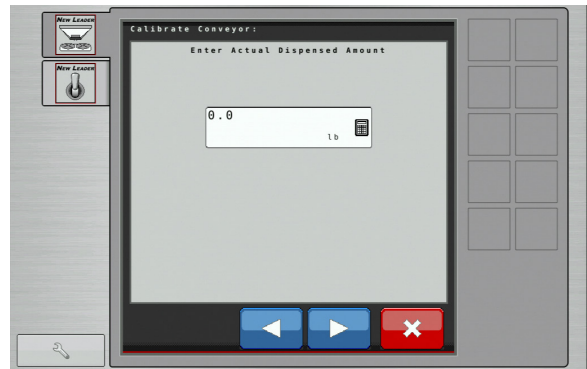 NEW LEADER
Calibrate Conveyor:
Enter Actual Dispensed Amount
NEW LEADER
0.0
lb